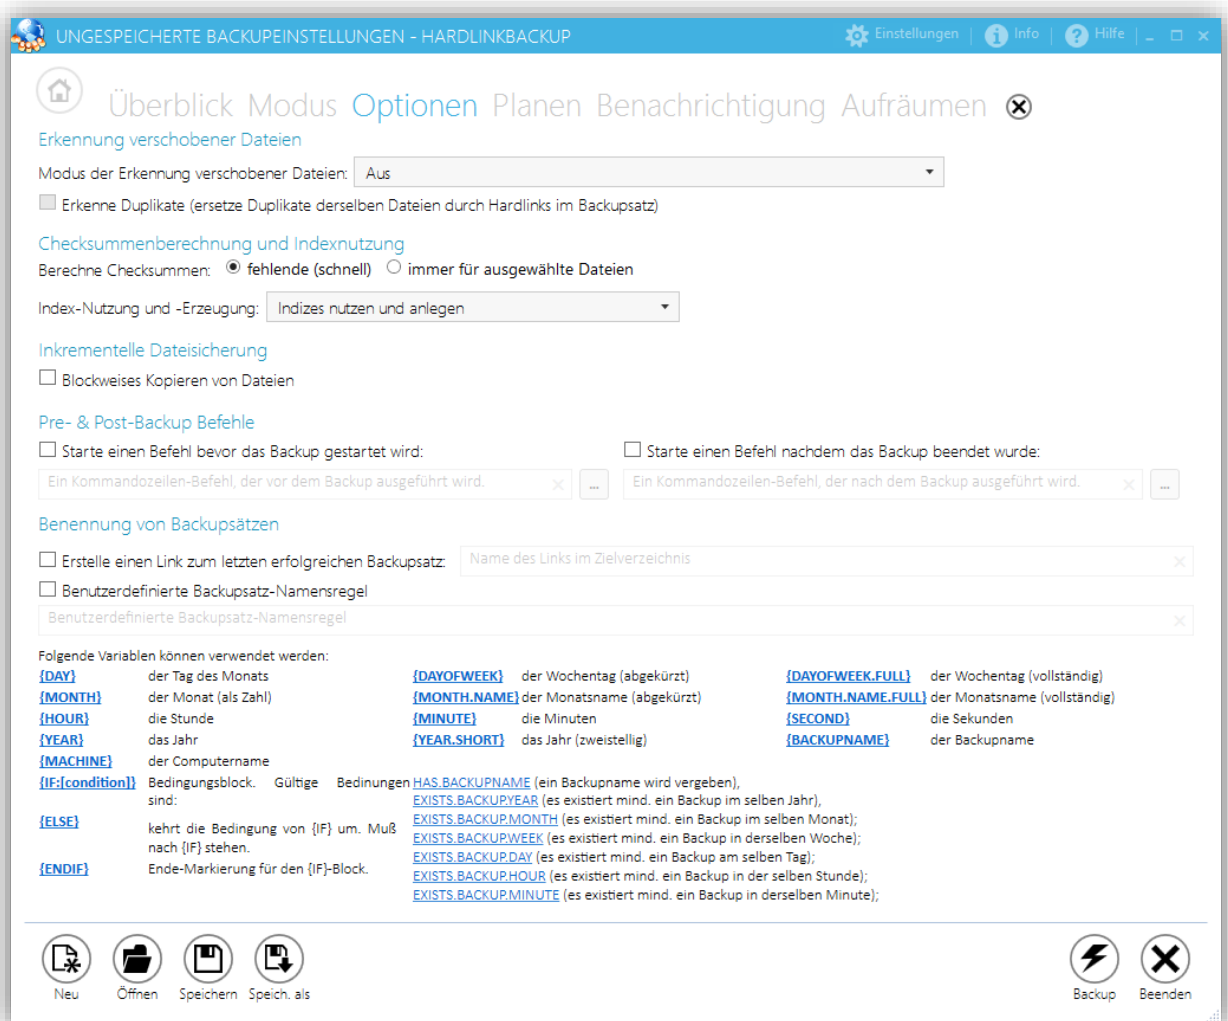 UNGESPEICHERTE BACKUPEINSTELLUNGEN - HARDLINKBACKUP
Einstellungen
Info
Hilfe
Überblick Modus Optionen Planen Benachrichtigung Aufräumen
Erkennung verschobener Dateien
Modus der Erkennung verschobener Dateien: Aus
Erkenne Duplikate (ersetze Duplikate derselben Dateien durch Hardlinks im Backupsatz)
Checksummenberechnung und Indexnutzung
Berechne Checksummen: fehlende (schnell) immer für ausgewählte Dateien
Index-Nutzung und -Erzeugung: Indizes nutzen und anlegen
Inkrementelle Dateisicherung
Blockweises Kopieren von Dateien
Pre- & Post-Backup Befehle
Starte einen Befehl bevor das Backup gestartet wird: Starte einen Befehl nachdem das Backup beendet wurde:
Ein Kommandozeilen-Befehl, der vor dem Backup ausgeführt wird. ... Ein Kommandozeilen-Befehl, der nach dem Backup ausgeführt wird. ...
Benennung von Backupsätzen
Erstelle einen Link zum letzten erfolgreichen Backupsatz: Name des Links im Zielverzeichnis
Benutzerdefinierte Backupsatz-Namensregel
Benutzerdefinierte Backupsatz-Namensregel
Folgende Variablen können verwendet werden:
{DAY} der Tag des Monats {DAYOFWEEK} der Wochentag (abgekürzt) {DAYOFWEEK.FULL} der Wochentag (vollständig)
{MONTH} der Monat (als Zahl) {MONTH.NAME} der Monatsname (abgekürzt) {MONTH.NAME.FULL} der Monatsname (vollständig)
{HOUR} die Stunde {MINUTE} die Minuten {SECOND} die Sekunden
{YEAR} das Jahr {YEAR.SHORT} das Jahr (zweistellig) {BACKUPNAME} der Backupname
{MACHINE} der Computername
{IF:[condition]} Bedingungsblock. Gültige Bedinungen sind:
{ELSE} kehrt die Bedingung von {IF} um. Muß nach {IF} stehen.
{ENDIF} Ende-Markierung für den {IF}-Block.
HAS.BACKUPNAME (ein Backupname wird vergeben),
EXISTS.BACKUP.YEAR (es existiert mind. ein Backup im selben Jahr),
EXISTS.BACKUP.MONTH (es existiert mind. ein Backup im selben Monat);
EXISTS.BACKUP.WEEK (es existiert mind. ein Backup in derselben Woche);
EXISTS.BACKUP.DAY (es existiert mind. ein Backup am selben Tag);
EXISTS.BACKUP.HOUR (es existiert mind. ein Backup in der selben Stunde);
EXISTS.BACKUP.MINUTE (es existiert mind. ein Backup in derselben Minute);
Neu Öffnen Speichern Speich. als Backup Beenden